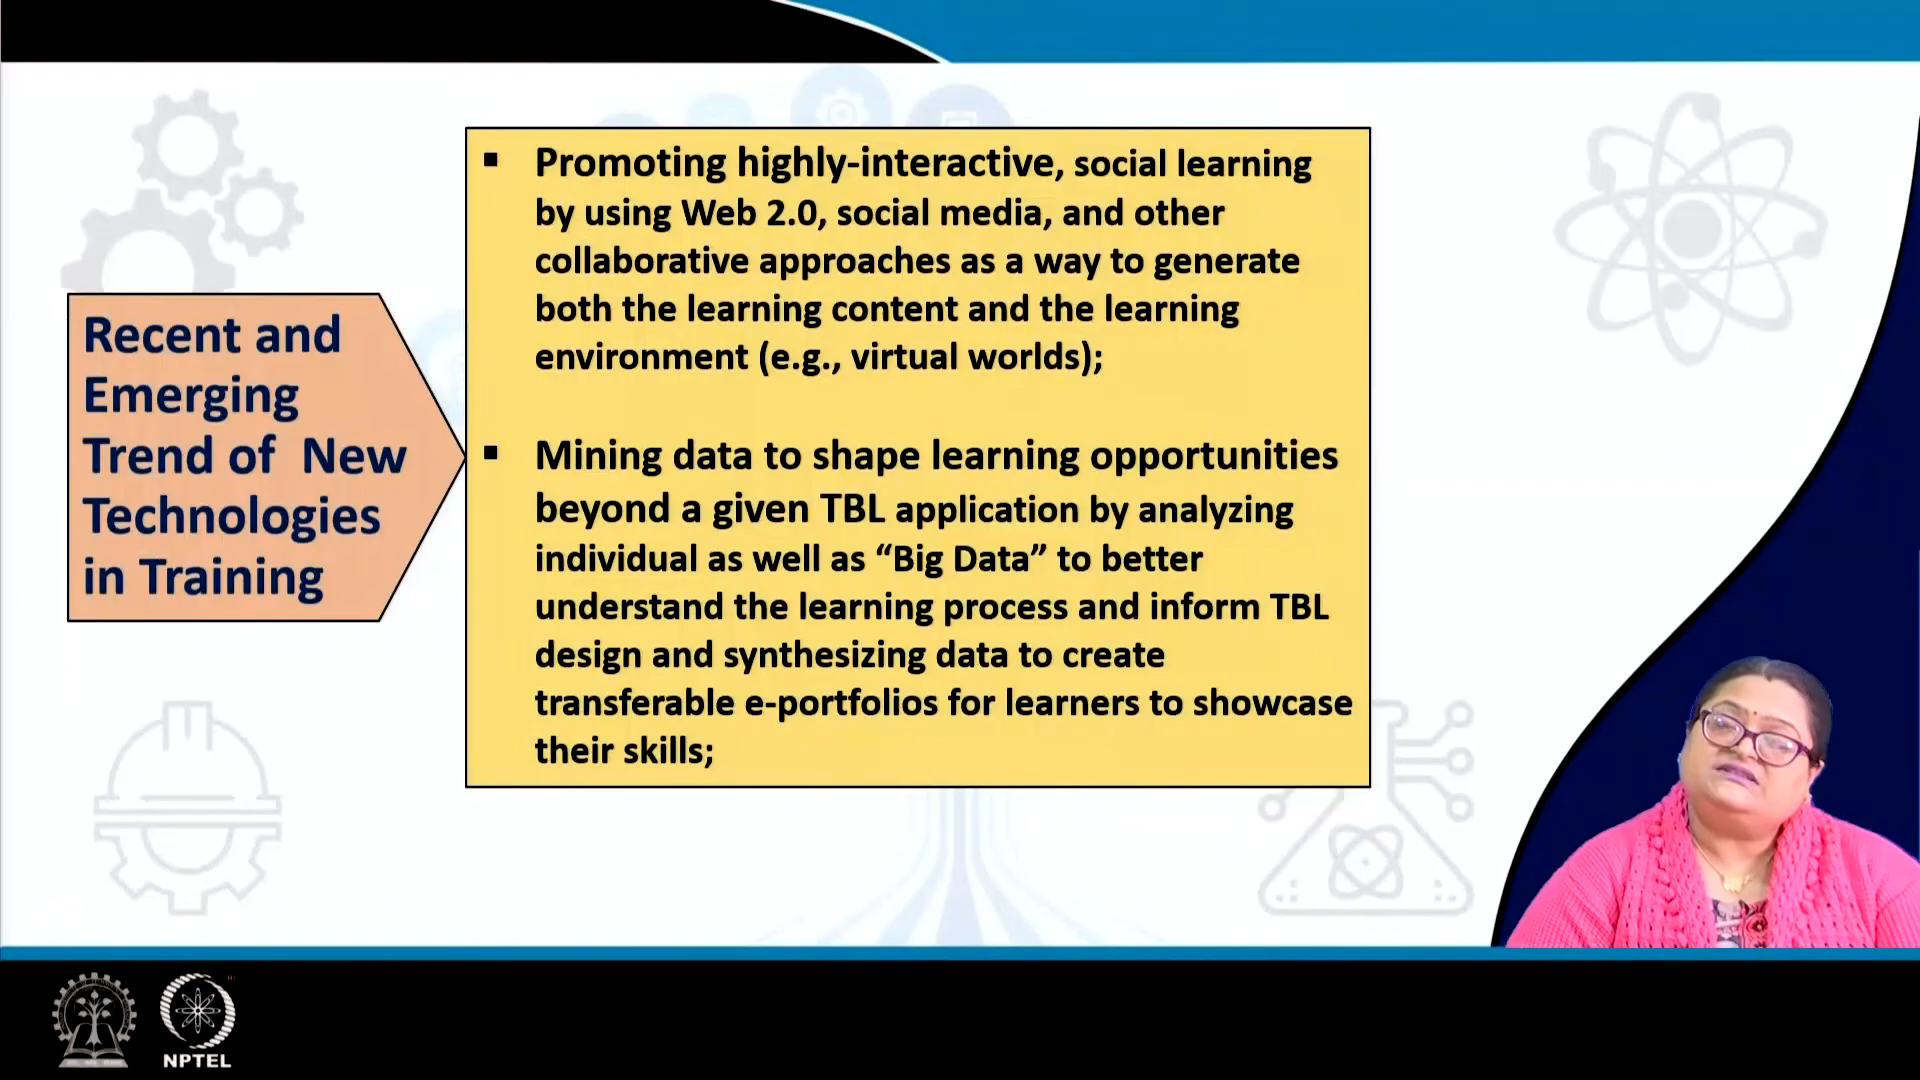 Recent and
Emerging
Trend of New
Technologies
in Training
▪ Promoting highly-interactive, social learning
by using Web 2.0, social media, and other
collaborative approaches as a way to generate
both the learning content and the learning
environment (e.g., virtual worlds);
▪ Mining data to shape learning opportunities
beyond a given TBL application by analyzing
individual as well as “Big Data” to better
understand the learning process and inform TBL
design and synthesizing data to create
transferable e-portfolios for learners to showcase
their skills;
NPTEL